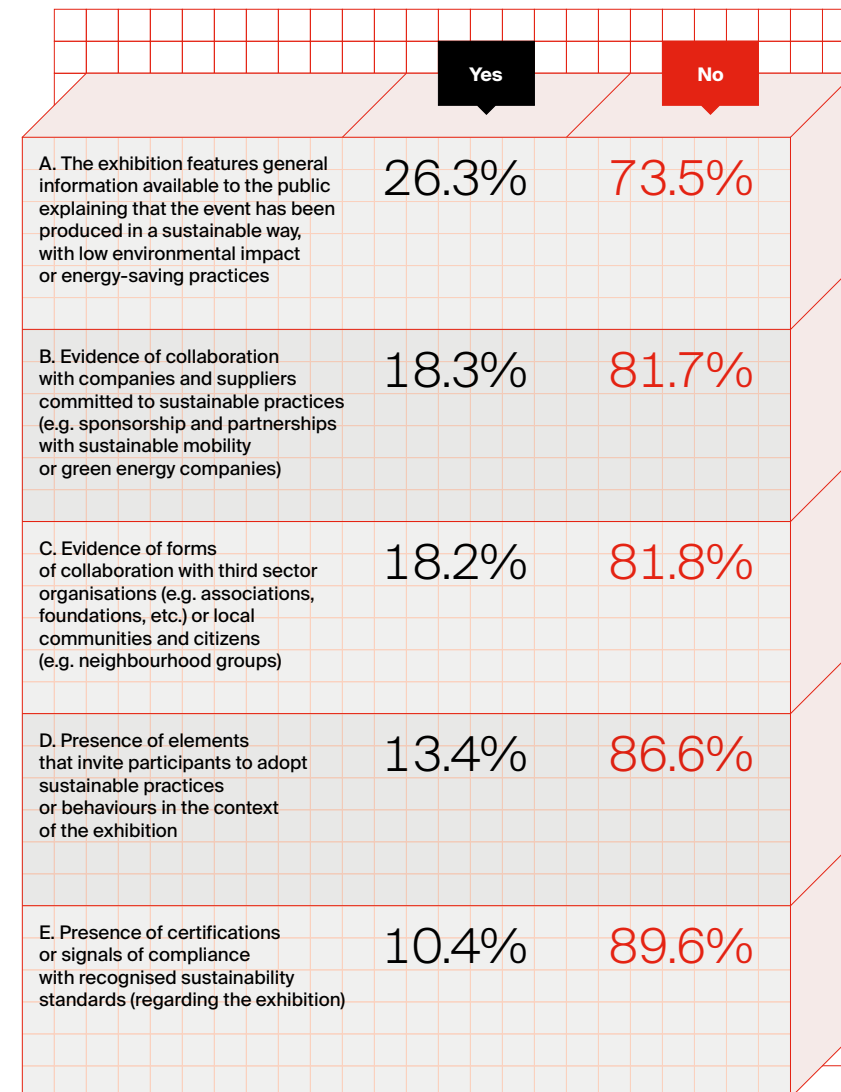 Yes
No
A. The exhibition features general
information available to the public
explaining that the event has been
produced in a sustainable way,
with low environmental impact
or energy-saving practices
26.3%
73.5%
B. Evidence of collaboration
with companies and suppliers
committed to sustainable practices
(e.g. sponsorship and partnerships
with sustainable mobility
or green energy companies)
18.3%
81.7%
C. Evidence of forms
of collaboration with third sector
organisations (e.g. associations,
foundations, etc.) or local
communities and citizens
(e.g. neighbourhood groups)
18.2%
81.8%
D. Presence of elements
that invite participants to adopt
sustainable practices
or behaviours in the context
of the exhibition
13.4%
86.6%
E. Presence of certifications
or signals of compliance
with recognised sustainability
standards (regarding the exhibition)
10.4%
89.6%